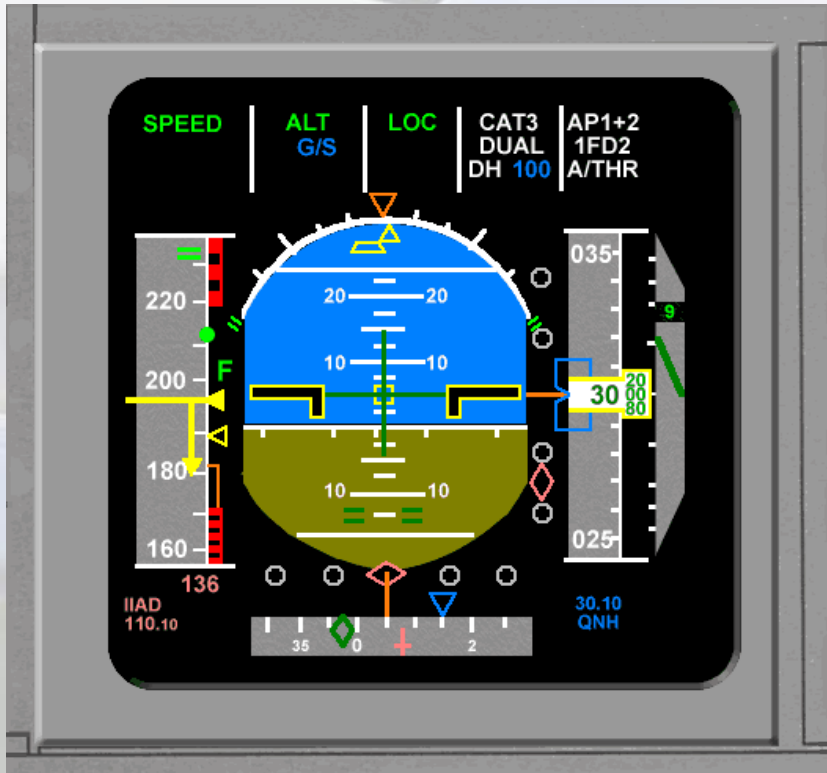 SPEED ALT LOC CAT3 AP1+2
G/S DUAL 1FD2
DH 100 A/THR
035
220
20 20
9
F
10 10
200
30 20
00
80
180
10 10
160
025
136
IIAD
110.10
30.10
QNH
35 0 2